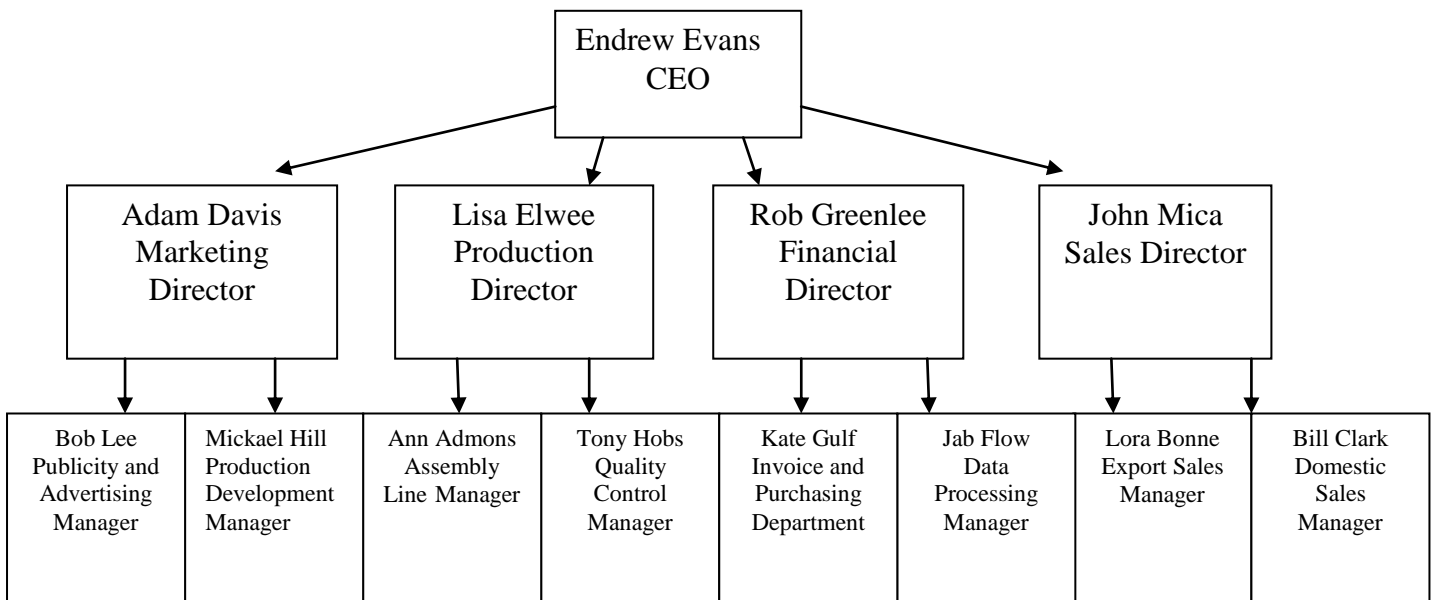 Endrew Evans
CEO
Adam Davis
Marketing
Director
Lisa Elwee
Production
Director
Rob Greenlee
Financial
Director
John Mica
Sales Director
Bob Lee
Publicity and
Advertising
Manager
Mickael Hill
Production
Development
Manager
Ann Admons
Assembly
Line Manager
Tony Hobs
Quality
Control
Manager
Kate Gulf
Invoice and
Purchasing
Department
Jab Flow
Data
Processing
Manager
Lora Bonne
Export Sales
Manager
Bill Clark
Domestic
Sales
Manager